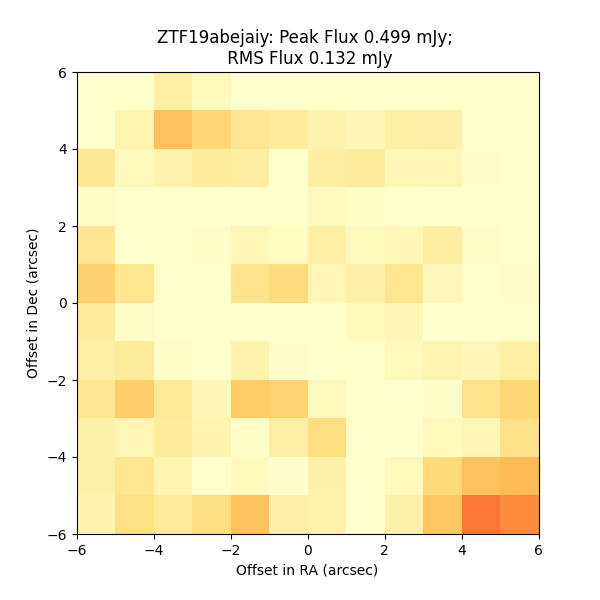 ZTF19abejaiy: Peak Flux 0.499 mJy;
RMS Flux 0.132 mJy
6
4
2
0
−2
−4
−6
Offset in Dec (arcsec)
−6 −4 −2 0 2 4 6
Offset in RA (arcsec)